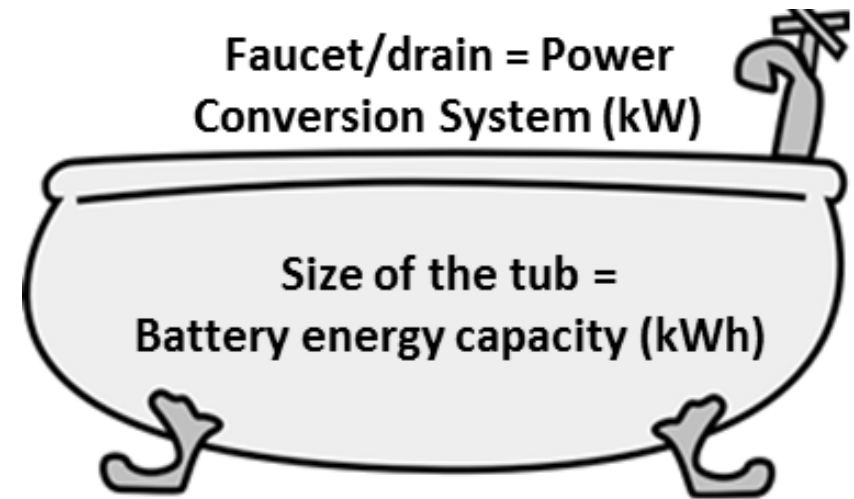 Faucet/drain = Power
Conversion System (kW)
Size of the tub =
Battery energy capacity (kWh)